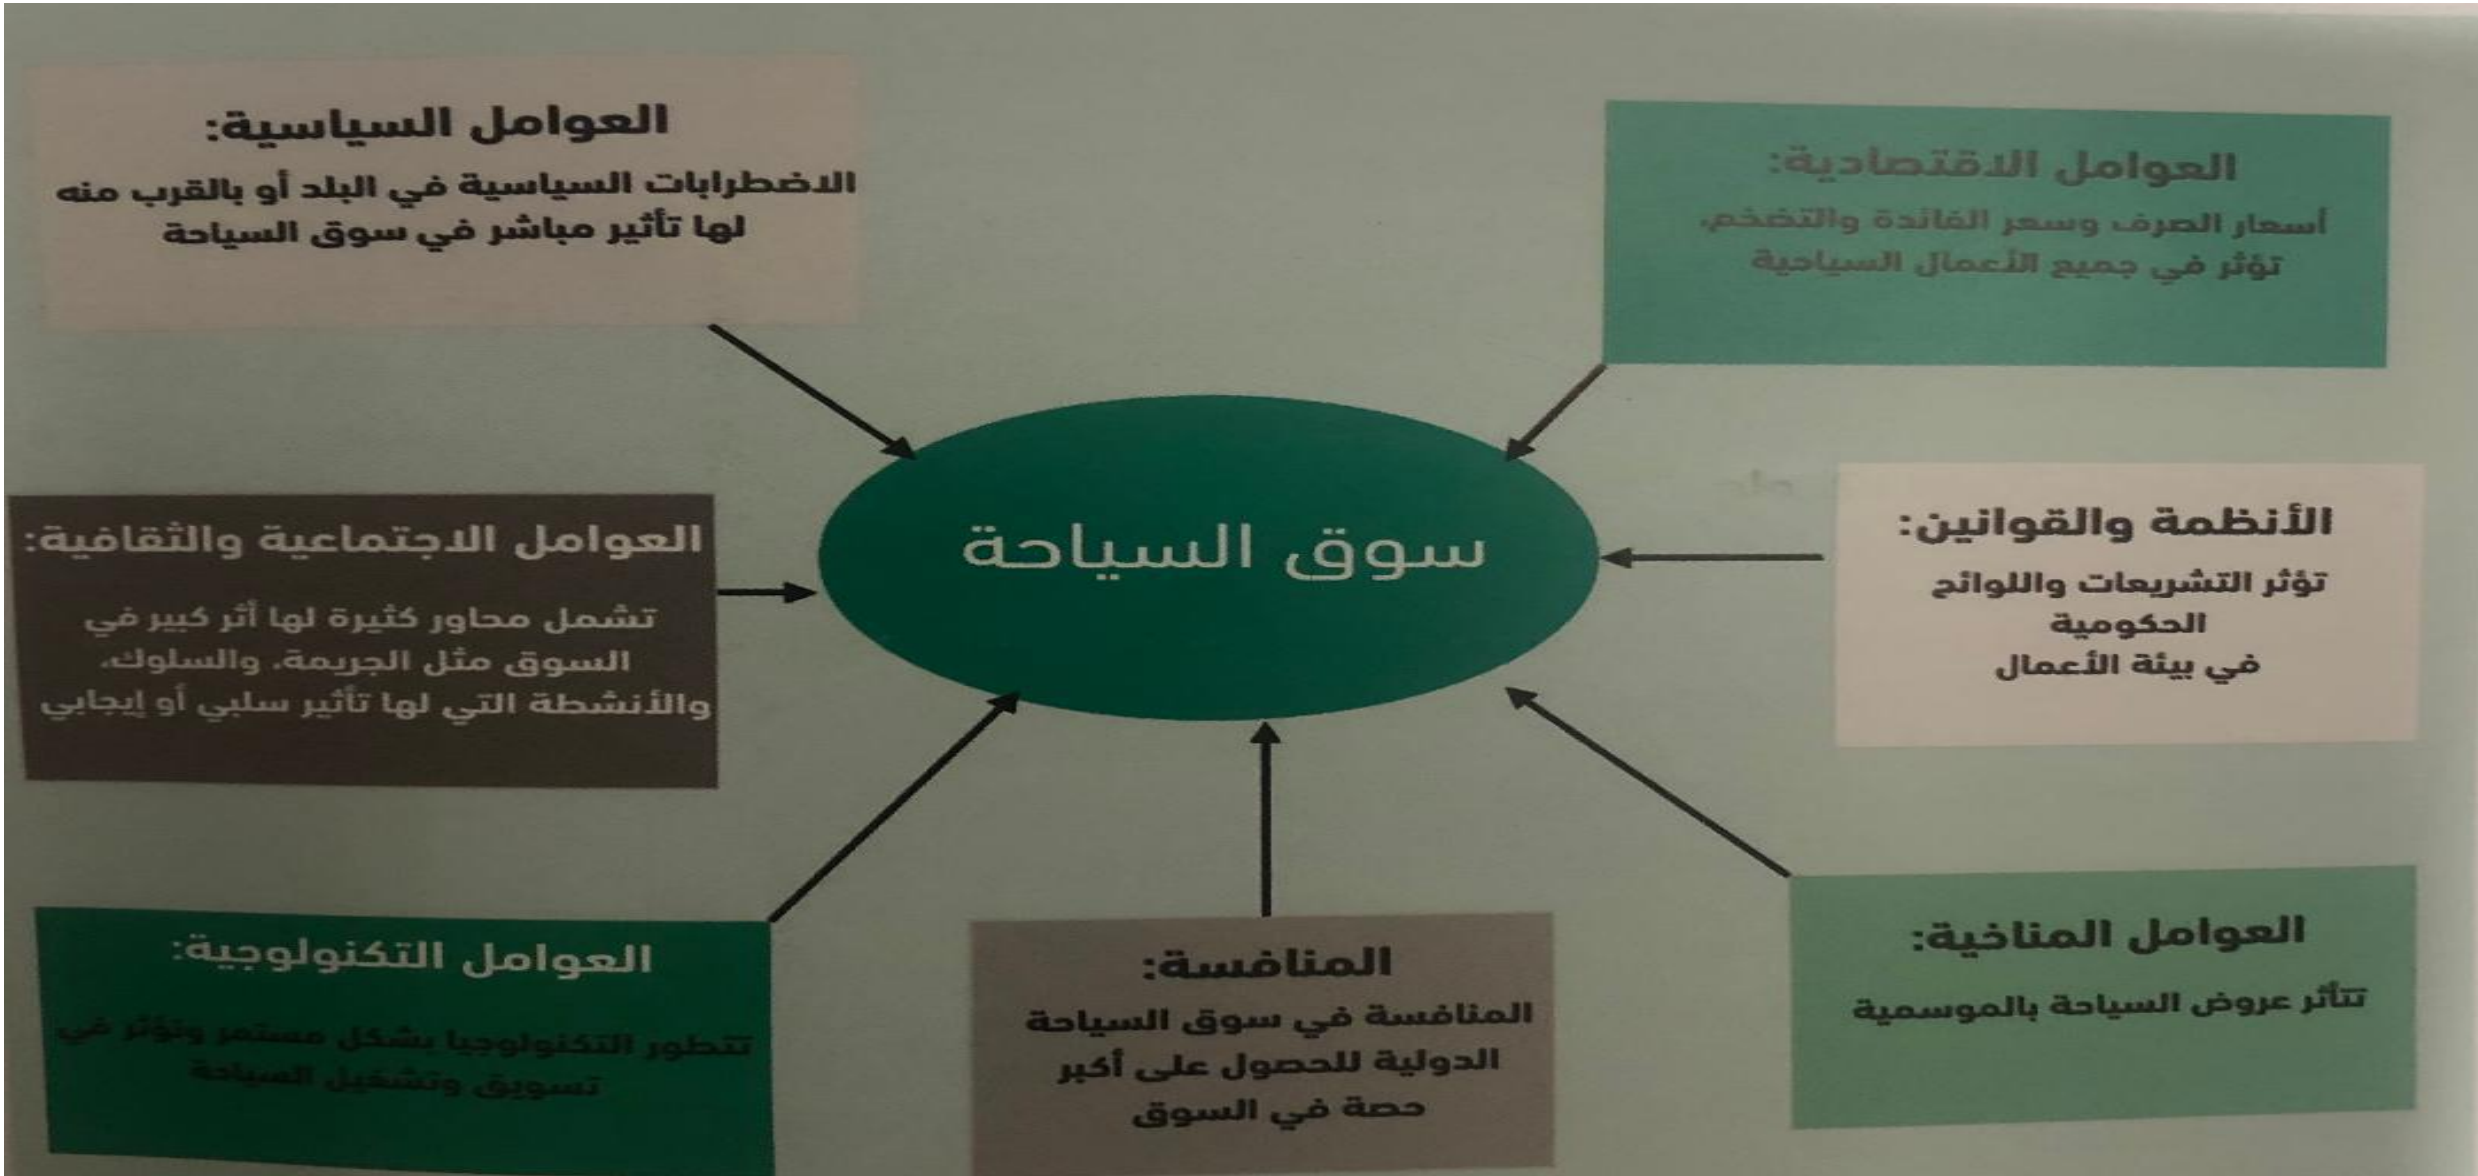 العوامل الاقتصادية:
أسعار الصرف وسعر الفائدة والتضخم،
تؤثر في جميع الأعمال السياحية
العوامل السياسية:
الاضطرابات السياسية في البلد أو بالقرب منه
لها تأثير مباشر في سوق السياحة
سوق السياحة
الأنظمة والقوانين:
تؤثر التشريعات واللوائح
الحكومية
في بيئة الأعمال
العوامل الاجتماعية والثقافية:
تشمل محاور كثيرة لها أثر كبير في
السوق مثل الجريمة، والسلوك،
والأنشطة التي لها تأثير سلبي أو إيجابي
العوامل المناخية:
تتأثر عروض السياحة بالموسمية
المنافسة:
المنافسة في سوق السياحة
الدولية للحصول على أكبر
حصة في السوق
العوامل التكنولوجية:
تتطور التكنولوجيا بشكل مستمر وتؤثر في
تسويق وتشغيل السياحة